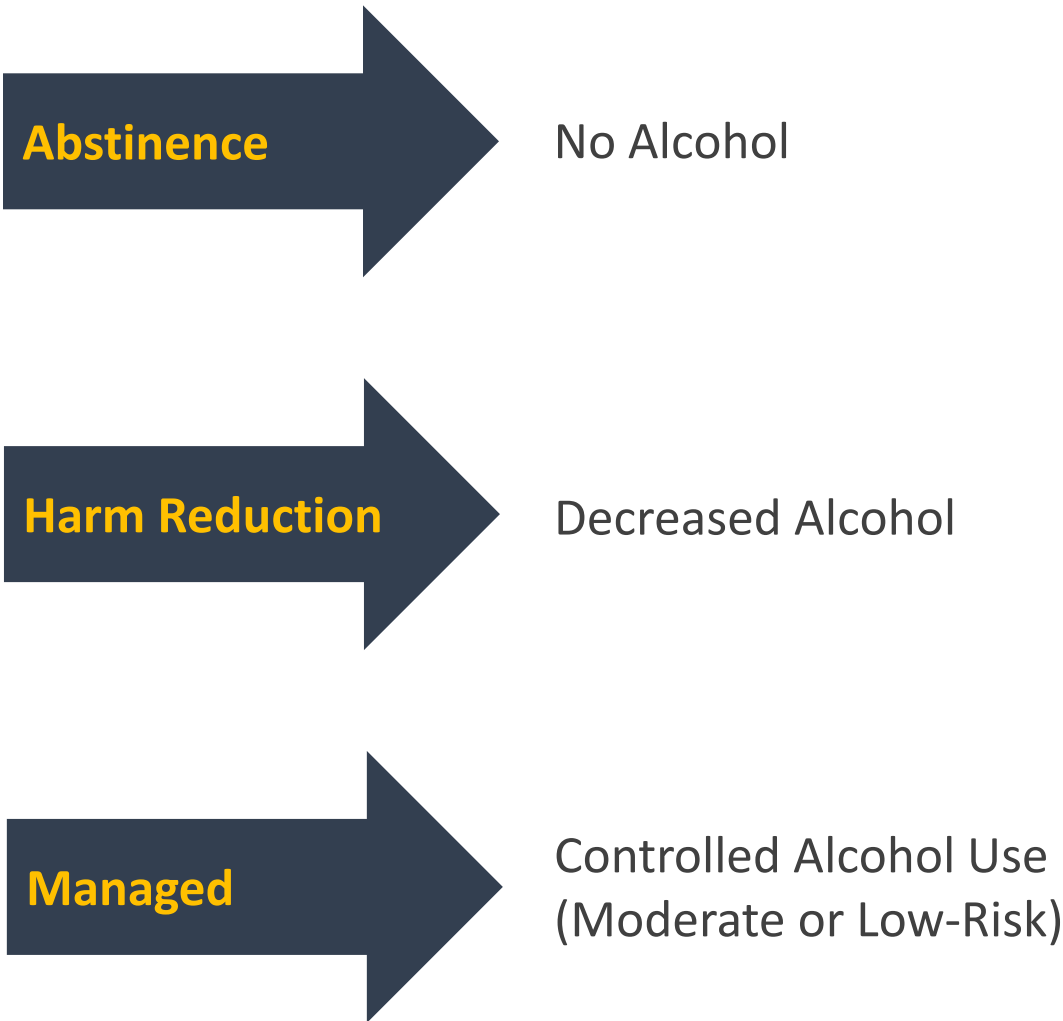 Abstinence
No Alcohol
Harm Reduction
Decreased Alcohol
Managed
Controlled Alcohol Use
(Moderate or Low-Risk)